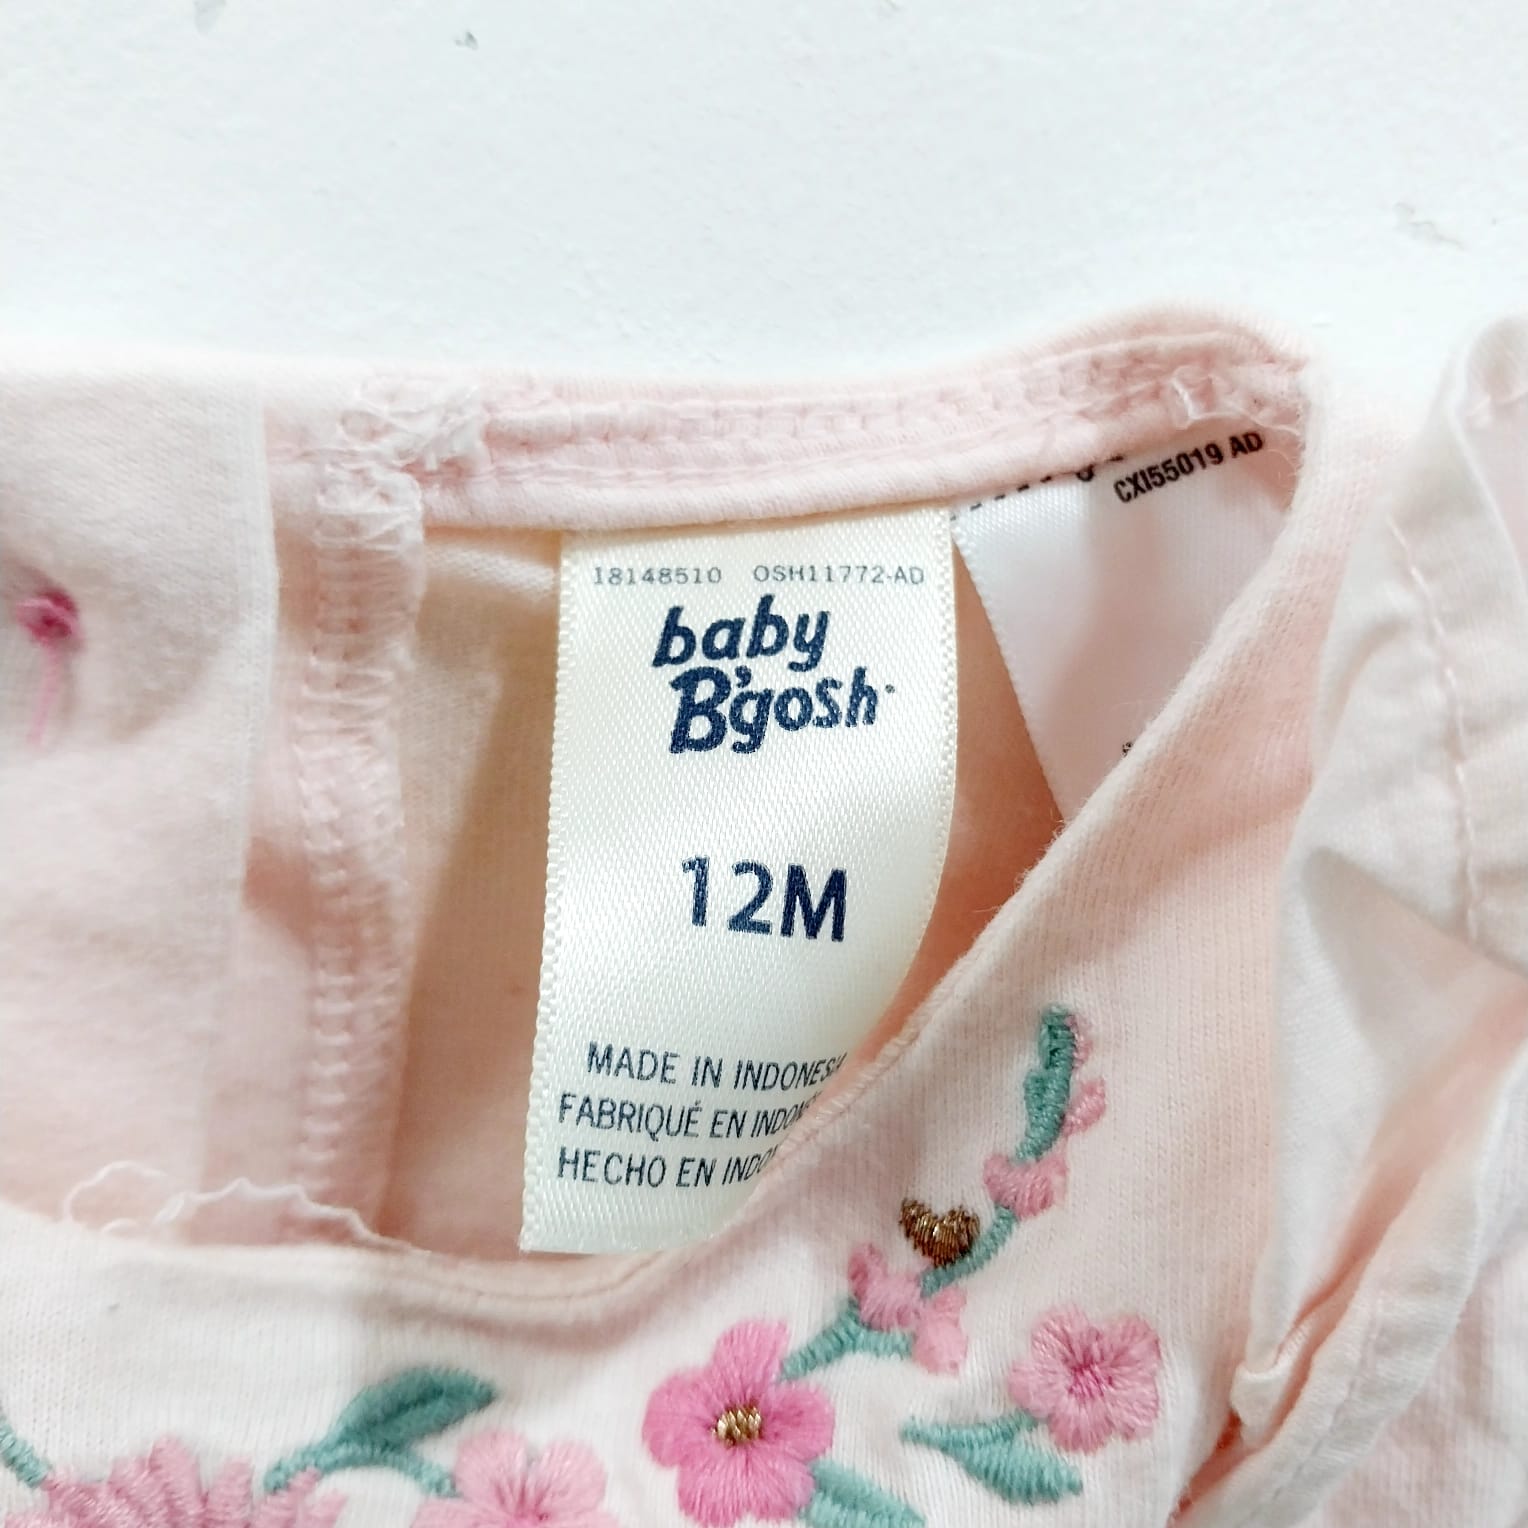 CXI55019 AD
18148510 OSH11772-AD
baby
B'gosh
12M
MADE IN
FABRIQUÉ EN
HECHO EN